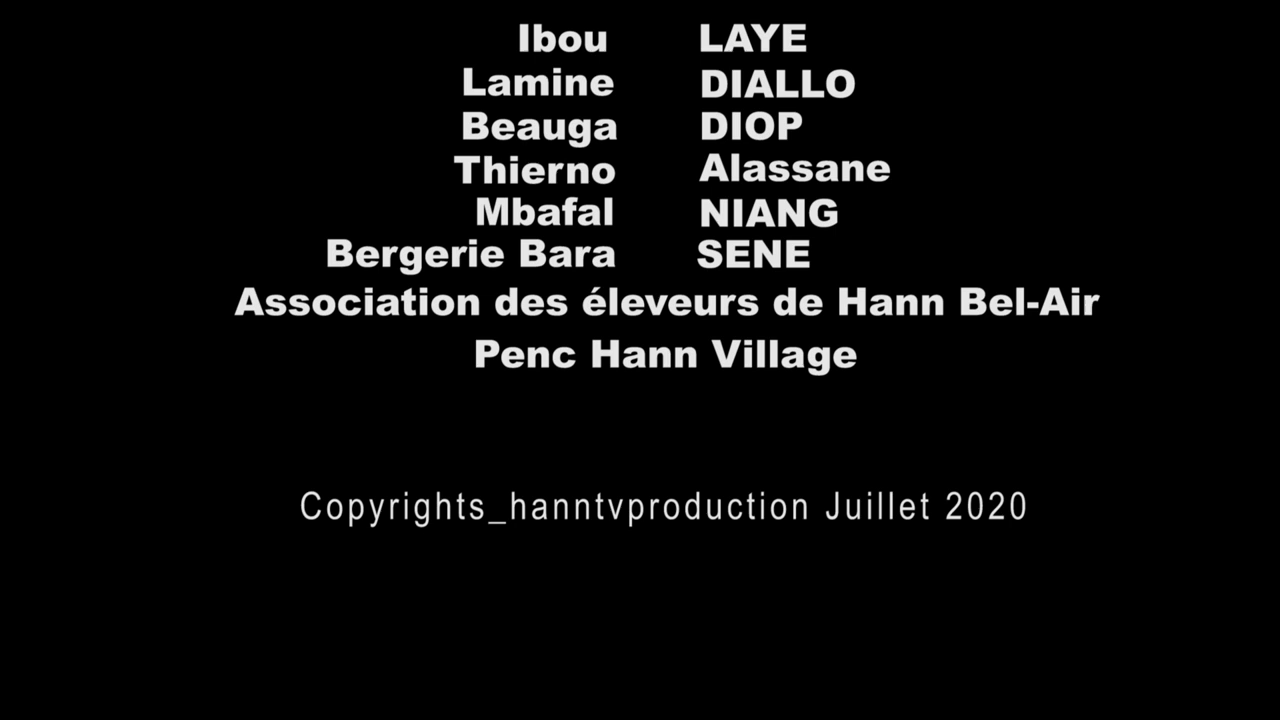 Ibou LAYE
Lamine DIALLO
Beauga DIOP
Thierno Alassane
Mbafal NIANG
Bergerie Bara SENE
Association des éleveurs de Hann Bel-Air
Penc Hann Village
Copyrights_hanntvproduction Juillet 2020